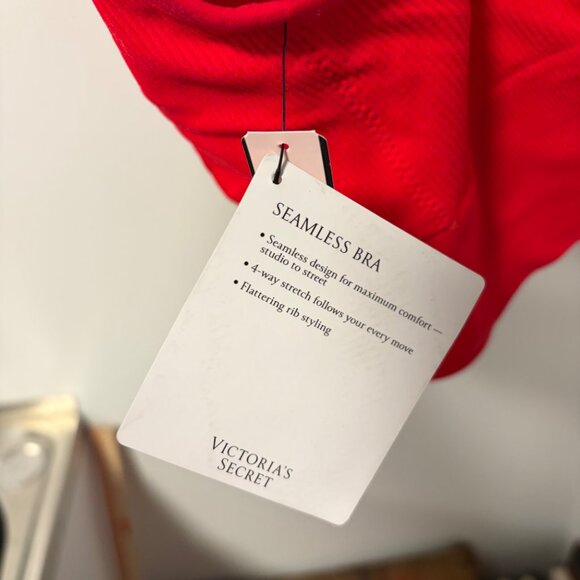 SEAMLESS BRA
• Seamless design for maximum comfort —
studio to street
• 4-way stretch follows your every move
• Flattering rib styling
VICTORIA'S
SECRET